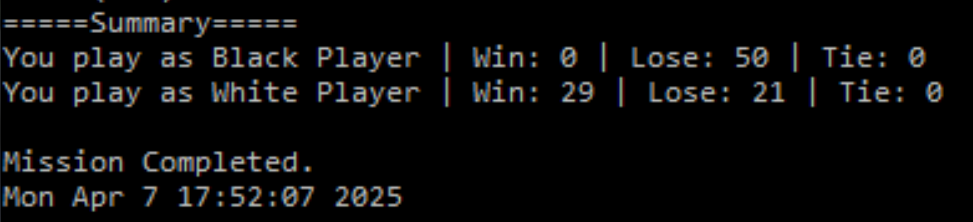 =====Summary=====
You play as Black Player | Win: 0 | Lose: 50 | Tie: 0
You play as White Player | Win: 29 | Lose: 21 | Tie: 0
Mission Completed.
Mon Apr 7 17:52:07 2025